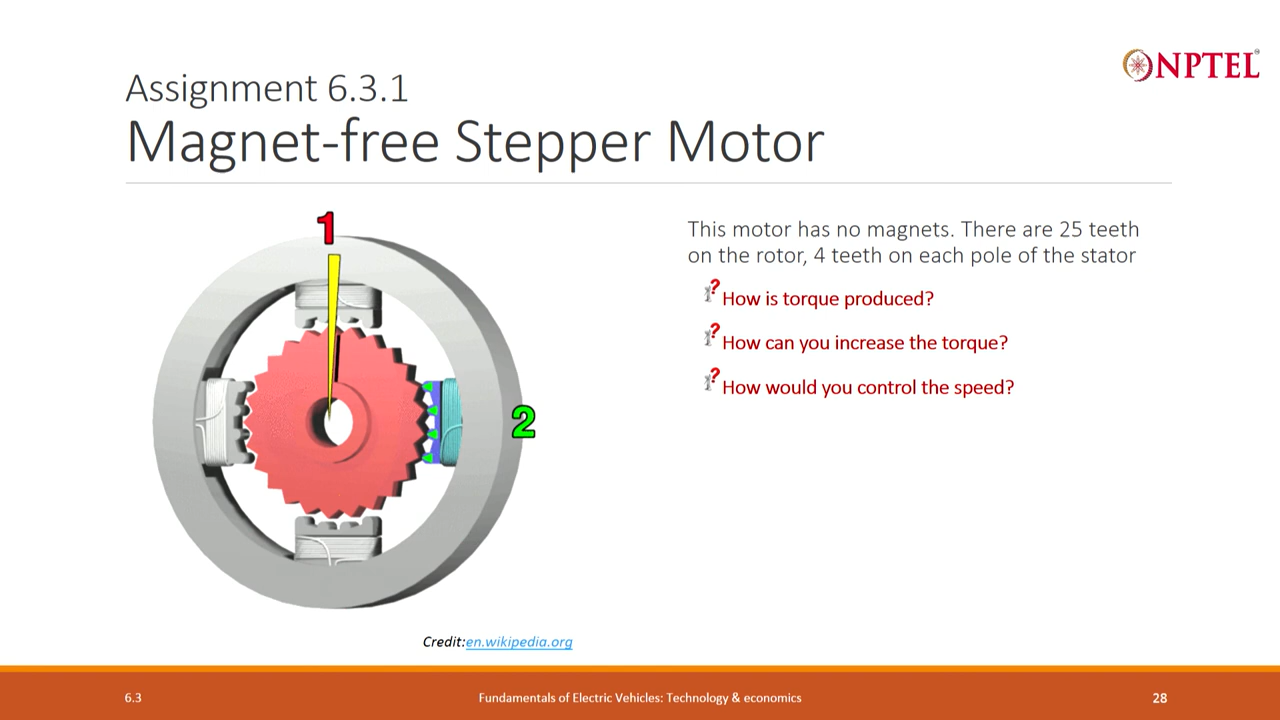 NPTEL
Assignment 6.3.1
Magnet-free Stepper Motor
1
2
This motor has no magnets. There are 25 teeth
on the rotor, 4 teeth on each pole of the stator
How is torque produced?
How can you increase the torque?
How would you control the speed?
Credit:en.wikipedia.org
6.3
Fundamentals of Electric Vehicles: Technology & economics
28